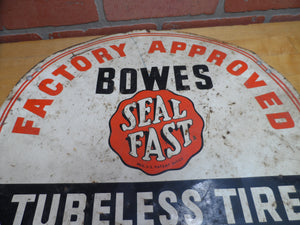 FACTORY APPROVED
BOWES
SEAL
FAST
TUBELESS TIRE